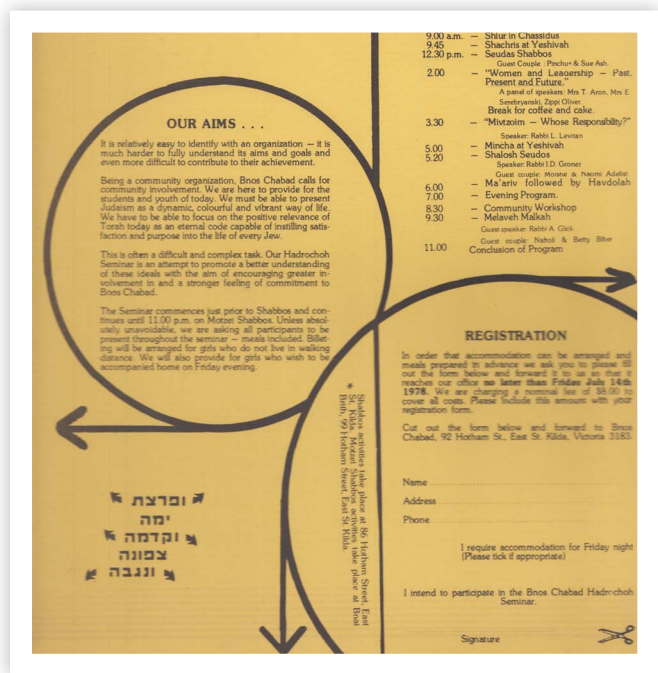 OUR AIMS . . .
It is relatively easy to identify with an organization — it is
much harder to fully understand its aims and goals and
even more difficult to contribute to their achievement.
Being a community organization, Bnos Chabad calls for
community involvement. We are here to provide for the
students and youth of today. We must be able to present
Judaism as a dynamic, colourful and vibrant way of life.
We have to be able to focus on the positive relevance of
Torah today as an eternal code capable of instilling satis-
faction and purpose into the life of every Jew.
This is often a difficult and complex task. Our Hadrochoh
Seminar is an attempt to promote a better understanding
of these ideals with the aim of encouraging greater in-
volvement in and a stronger feeling of commitment to
Bnos Chabad.
The Seminar commences just prior to Shabbos and con-
tinues until 11.00 p.m. on Motzei Shabbos. Unless absol-
utely unavoidable, we are asking all participants to be
present throughout the seminar — meals included. Billet-
ing will be arranged for girls who do not live in walking
distance. We will also provide for girls who wish to be
accompanied home on Friday evening.
ופרצת
ימה
וקדמה
צפונה
ונגבה
* Shabbos activities take place at 86 Hotham Street, East
St. Kilda. Motzei Shabbos activities take place at Bnai
Brith, 99 Hotham Street, East St. Kilda.
9.00 a.m. — Shiur in Chassidus
9.45 — Shachris at Yeshivah
12.30 p.m. — Seudas Shabbos
Guest Couple : Pinchus & Sue Ash.
2.00 — "Women and Leadership — Past,
Present and Future."
A panel of speakers: Mrs T. Aron, Mrs E
Serebryanski, Zippi Oliver.
Break for coffee and cake.
3.30 — "Mivtzoim — Whose Responsibility?"
Speaker: Rabbi L. Levitan
5.00 — Mincha at Yeshivah
5.20 — Shalosh Seudos
Speaker: Rabbi I.D. Groner
Guest couple: Moishe & Naomi Adelist
6.00 — Ma'ariv followed by Havdolah
7.00 — Evening Program.
8.30 — Community Workshop
9.30 — Melaveh Malkah
Guest speaker: Rabbi A. Glick
Guest couple: Naftoli & Betty Biber
11.00 Conclusion of Program
REGISTRATION
In order that accommodation can be arranged and
meals prepared in advance we ask you to please fill
out the form below and forward it to us so that it
reaches our office no later than Friday July 14th
1978. We are charging a nominal fee of $8.00 to
cover all costs. Please include this amount with your
registration form.
Cut out the form below and forward to Bnos
Chabad, 92 Hotham St., East St. Kilda, Victoria 3183.
Name
Address
Phone
I require accommodation for Friday night
(Please tick if appropriate)
I intend to participate in the Bnos Chabad Hadrochoh
Seminar.
Signature